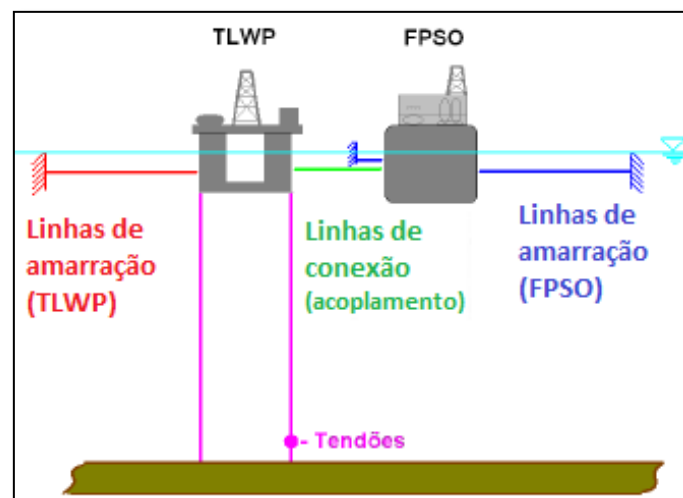 TLWP
FPSO
Linhas de
amarração
(TLWP)
Linhas de
conexão
(acoplamento)
Linhas de
amarração
(FPSO)
- Tendões